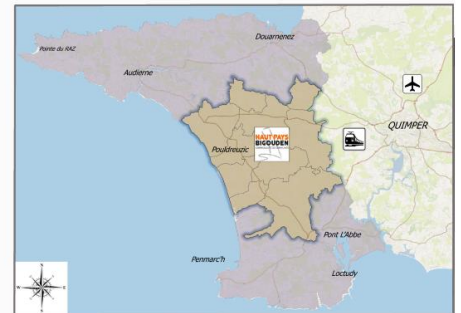 Douarnenez
Pointe du RAZ
Audierne
QUIMPER
HAUT-PAYS
BIGOUDEN
Pouldreuzic
Pont L'Abbe
Penmarc'h
Loctudy
N
W
E
S